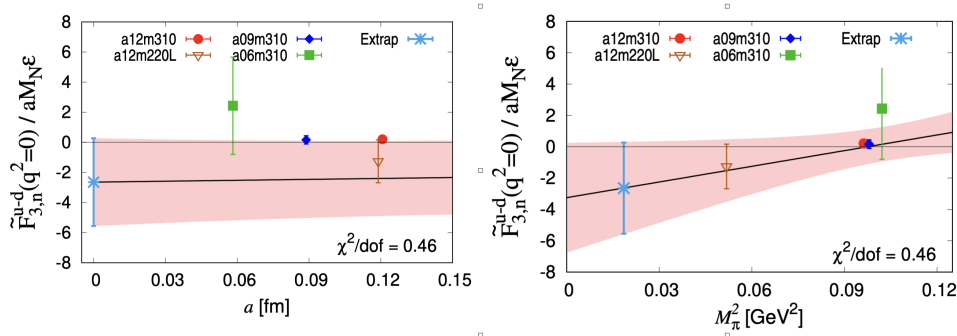 F̃₃,ₙᵘ⁻ᵈ(q²=0) / aM_Nε
8
6
4
2
0
-2
-4
-6
-8
a12m310
a09m310
Extrap
a12m220L
a06m310
χ²/dof = 0.46
0
0.03
0.06
0.09
0.12
0.15
a [fm]
F̃₃,ₙᵘ⁻ᵈ(q²=0) / aM_Nε
8
6
4
2
0
-2
-4
-6
-8
a12m310
a09m310
Extrap
a12m220L
a06m310
χ²/dof = 0.46
0
0.03
0.06
0.09
0.12
M_π² [GeV²]